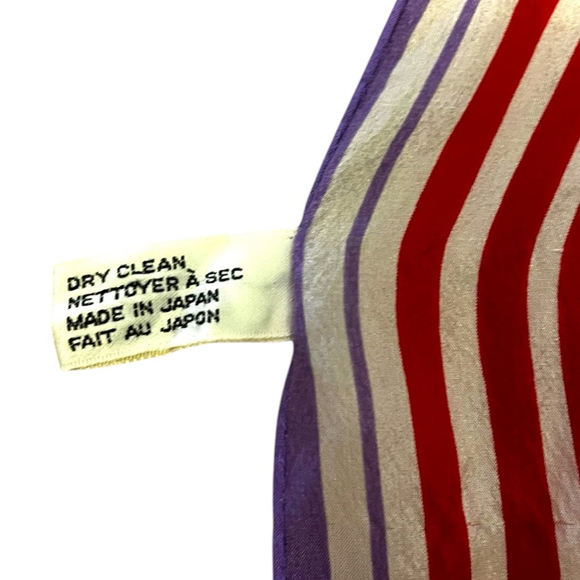 DRY CLEAN
NETTOYER À SEC
MADE IN JAPAN
FAIT AU JAPON